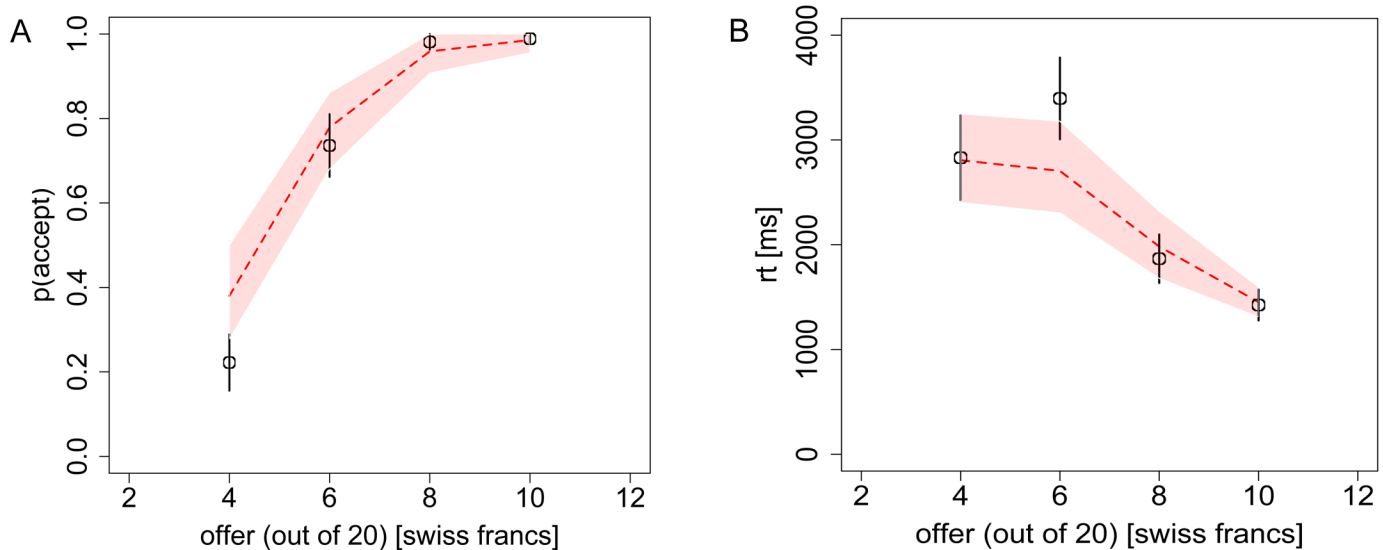 A
p(accept)
0.0 0.2 0.4 0.6 0.8 1.0
2 4 6 8 10 12
offer (out of 20) [swiss francs]
B
rt [ms]
0 1000 2000 3000 4000
2 4 6 8 10 12
offer (out of 20) [swiss francs]